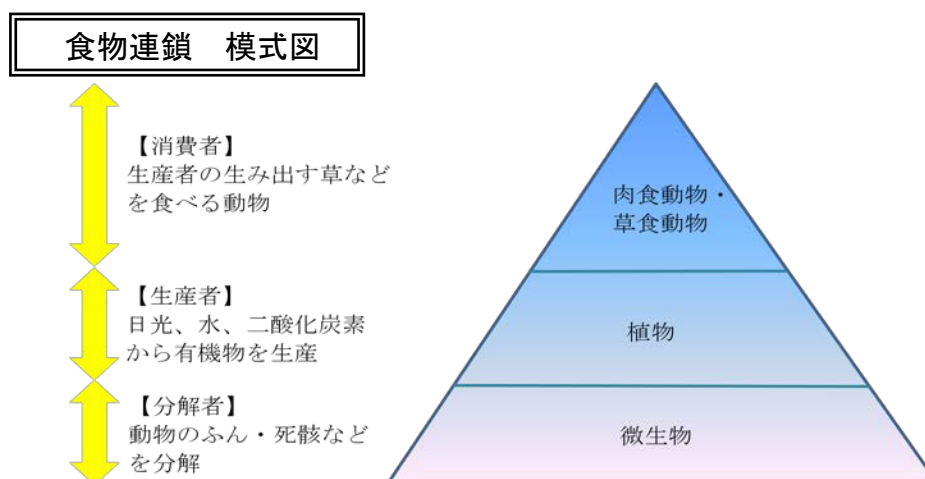 食物連鎖　模式図
【消費者】
生産者の生み出す草など
を食べる動物
肉食動物・
草食動物
【生産者】
日光、水、二酸化炭素
から有機物を生産
植物
【分解者】
動物のふん・死骸など
を分解
微生物